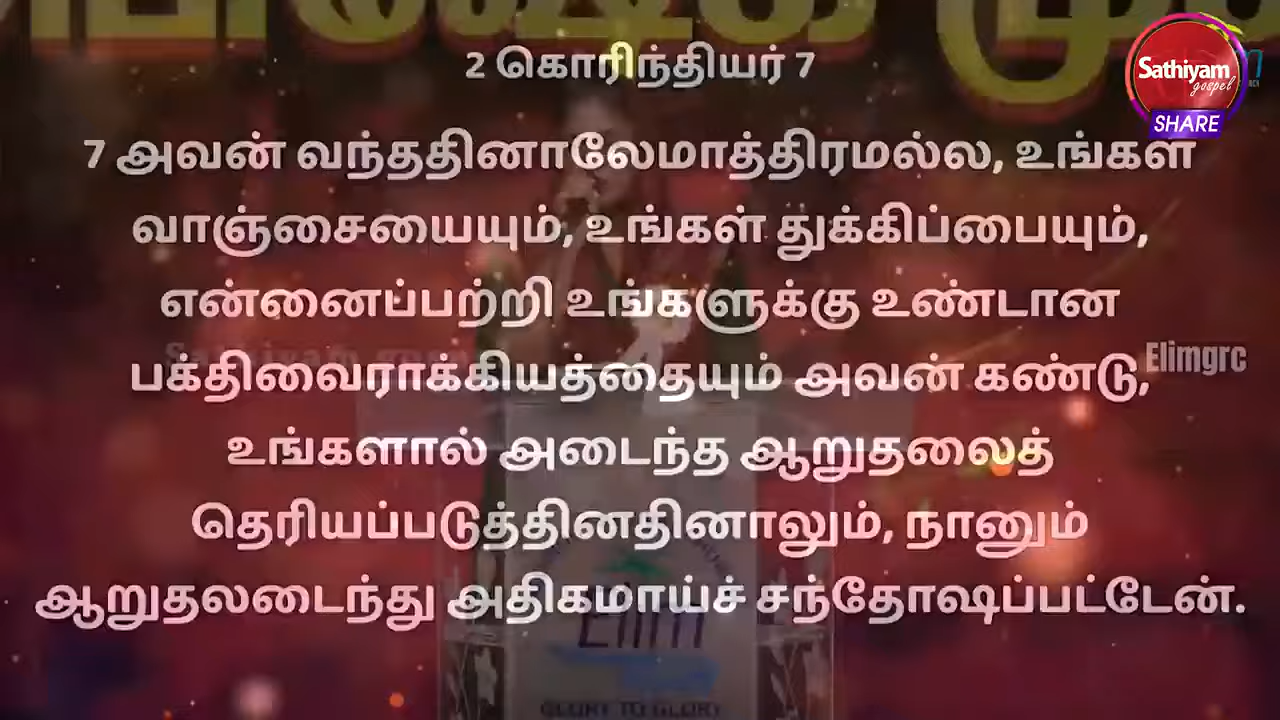 2 கொரிந்தியர் 7
Sathiyam
gospel
SHARE
7 அவன் வந்ததினாலேமாத்திரமல்ல, உங்கள்
வாஞ்சையையும், உங்கள் துக்கிப்பையும்,
என்னைப்பற்றி உங்களுக்கு உண்டான
பக்திவைராக்கியத்தையும் அவன் கண்டு,
Elimgrc
உங்களால் அடைந்த ஆறுதலைத்
தெரியப்படுத்தினதினாலும், நானும்
ஆறுதலடைந்து அதிகமாய்ச் சந்தோஷப்பட்டேன்.
Elim
GLORY TO GLORY